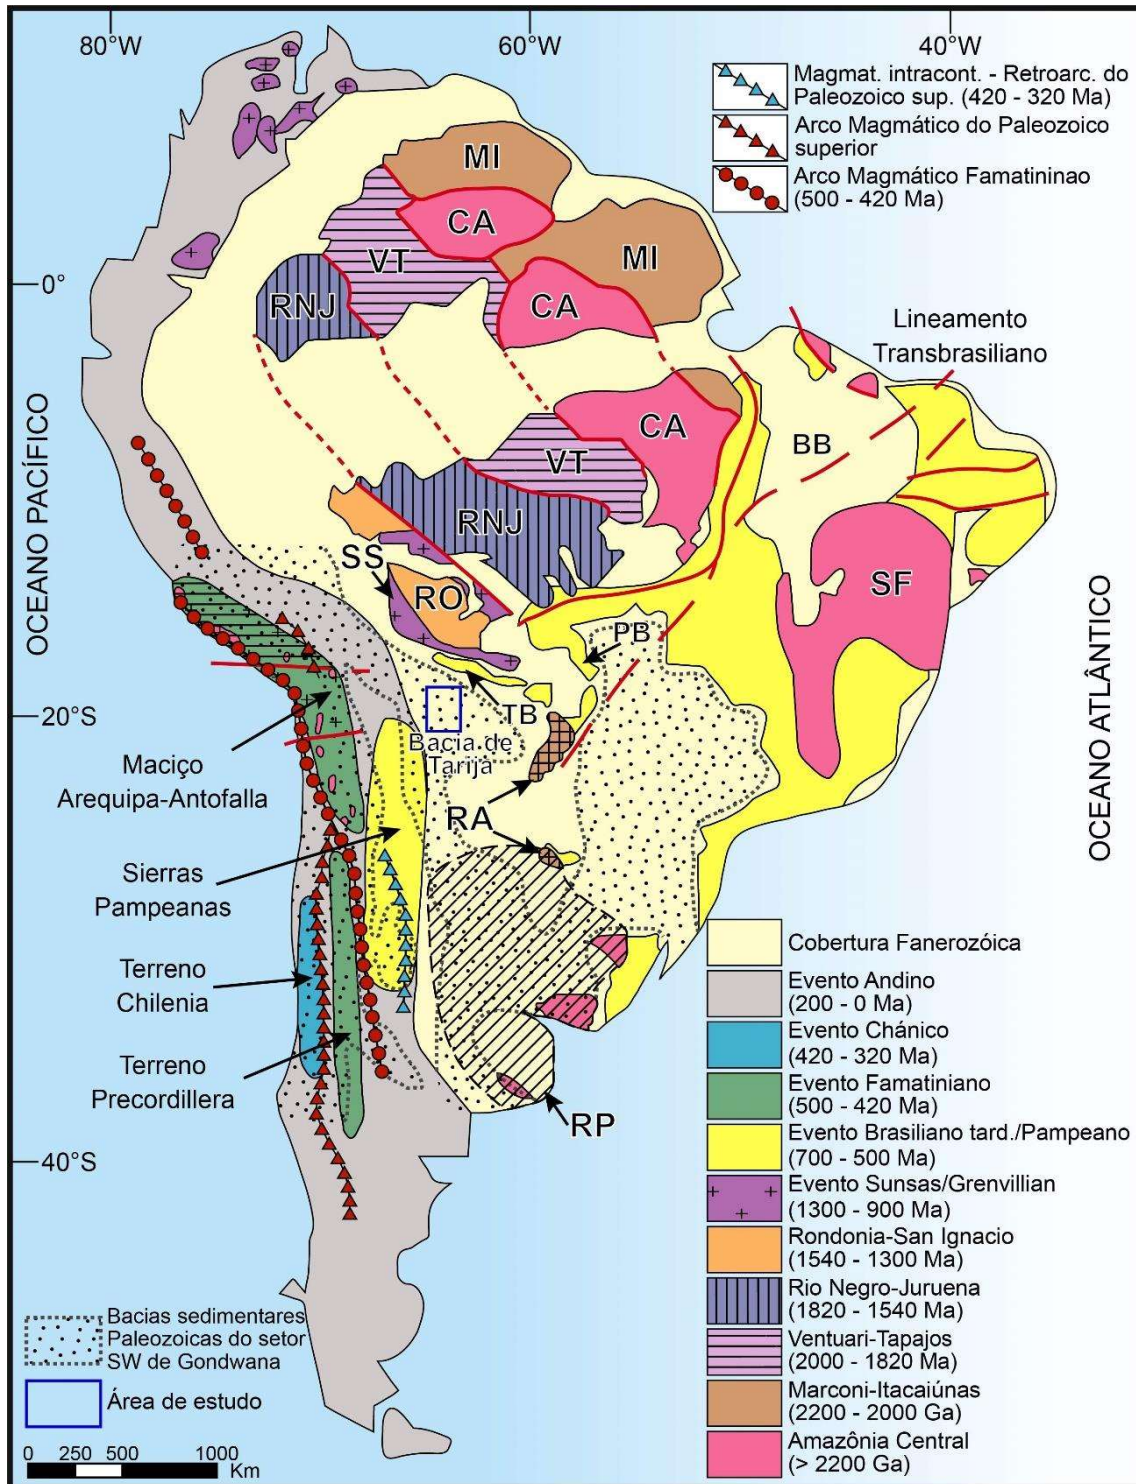 80°W
60°W
40°W
Magmat. intracont. - Retroarc. do
Paleozoico sup. (420 - 320 Ma)
Arco Magmático do Paleozoico
superior
Arco Magmático Famatininao
(500 - 420 Ma)
MI
CA
VT
MI
0°
RNJ
CA
Lineamento
Transbrasiliano
OCEANO PACÍFICO
CA
BB
VT
RNJ
SS
RO
SF
PB
OCEANO ATLÂNTICO
20°S
TB
Bacia de
Tarija
Maciço
Arequipa-Antofalla
RA
Sierras
Pampeanas
Terreno
Chilenia
Terreno
Precordillera
RP
40°S
Cobertura Fanerozóica
Evento Andino
(200 - 0 Ma)
Evento Chánico
(420 - 320 Ma)
Evento Famatiniano
(500 - 420 Ma)
Evento Brasiliano tard./Pampeano
(700 - 500 Ma)
Evento Sunsas/Grenvillian
(1300 - 900 Ma)
Rondonia-San Ignacio
(1540 - 1300 Ma)
Rio Negro-Juruena
(1820 - 1540 Ma)
Ventuari-Tapajos
(2000 - 1820 Ma)
Marconi-Itacaiúnas
(2200 - 2000 Ga)
Amazônia Central
(> 2200 Ga)
Bacias sedimentares
Paleozoicas do setor
SW de Gondwana
Área de estudo
0 250 500 1000
Km